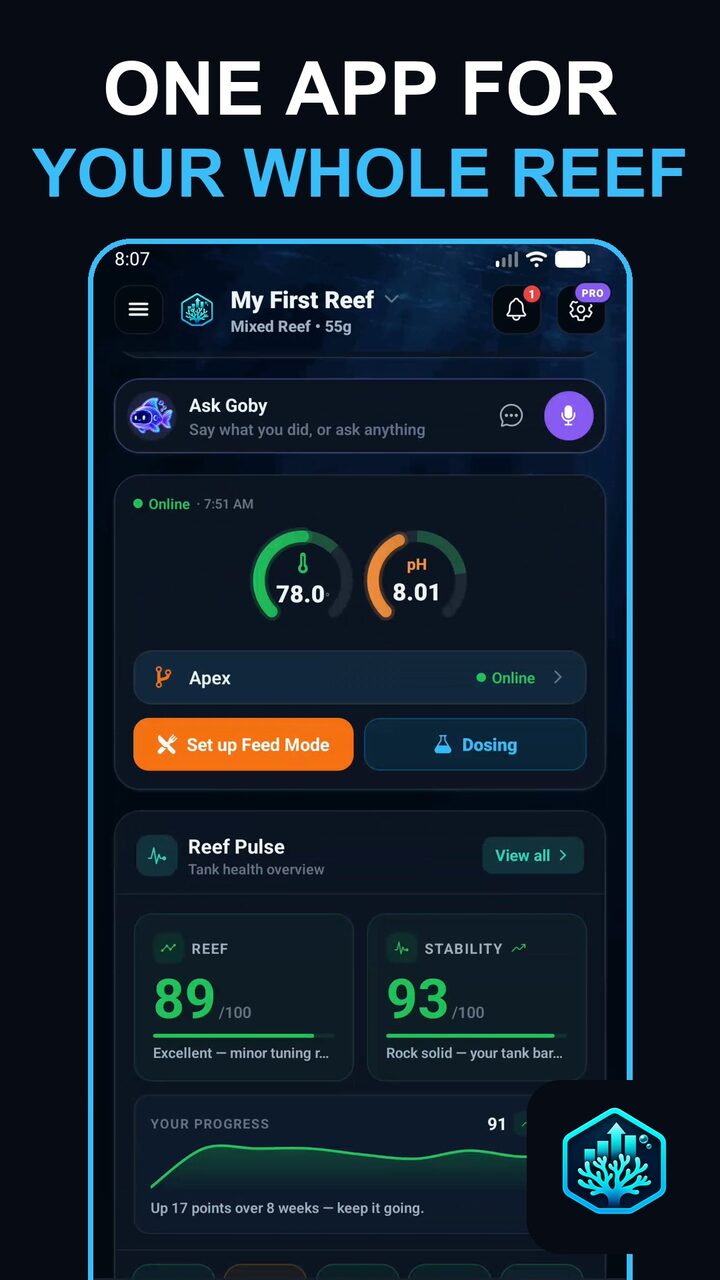 ONE APP FOR
YOUR WHOLE REEF
8:07
My First Reef
Mixed Reef • 55g
1
PRO
Ask Goby
Say what you did, or ask anything
Online · 7:51 AM
78.0°
pH
8.01
Apex
Online
Set up Feed Mode
Dosing
Reef Pulse
Tank health overview
View all
REEF
89 /100
Excellent — minor tuning r...
STABILITY
93 /100
Rock solid — your tank bar...
YOUR PROGRESS
91
Up 17 points over 8 weeks — keep it going.